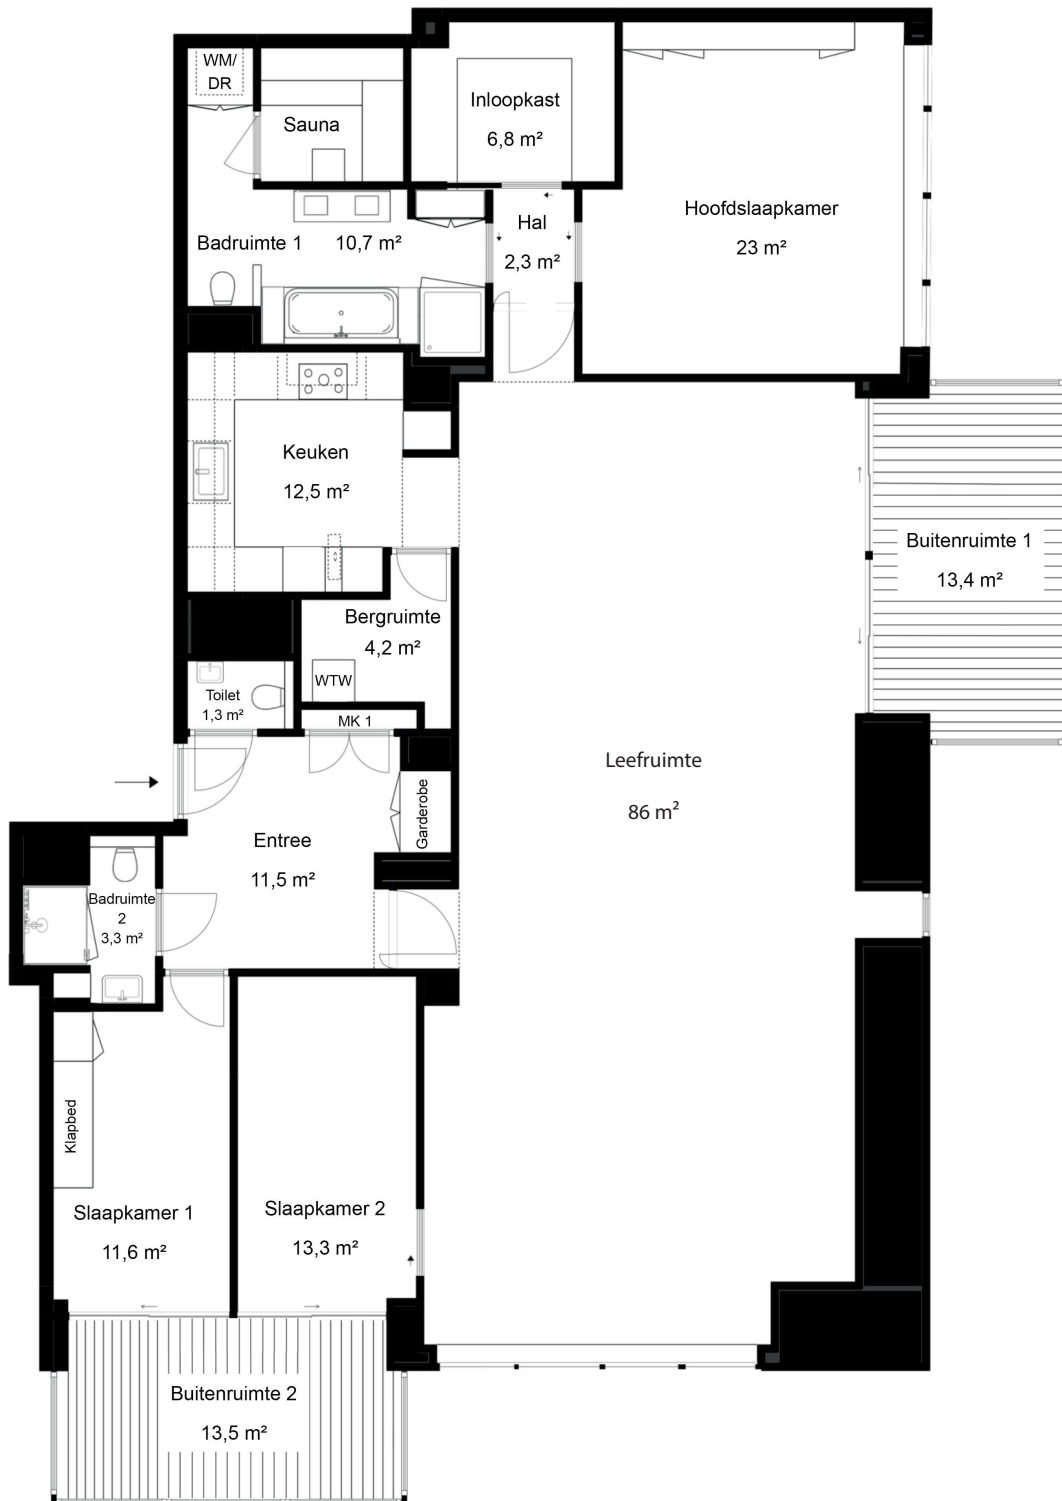 WM/
DR
Sauna
Inloopkast
6,8 m²
Hoofdslaapkamer
23 m²
Hal
2,3 m²
Badruimte 1 10,7 m²
Keuken
12,5 m²
Buitenruimte 1
13,4 m²
Bergruimte
4,2 m²
WTW
Toilet
1,3 m²
MK 1
Leefruimte
86 m²
Garderobe
Entree
11,5 m²
Badruimte
2
3,3 m²
Klapbed
Slaapkamer 1
11,6 m²
Slaapkamer 2
13,3 m²
Buitenruimte 2
13,5 m²